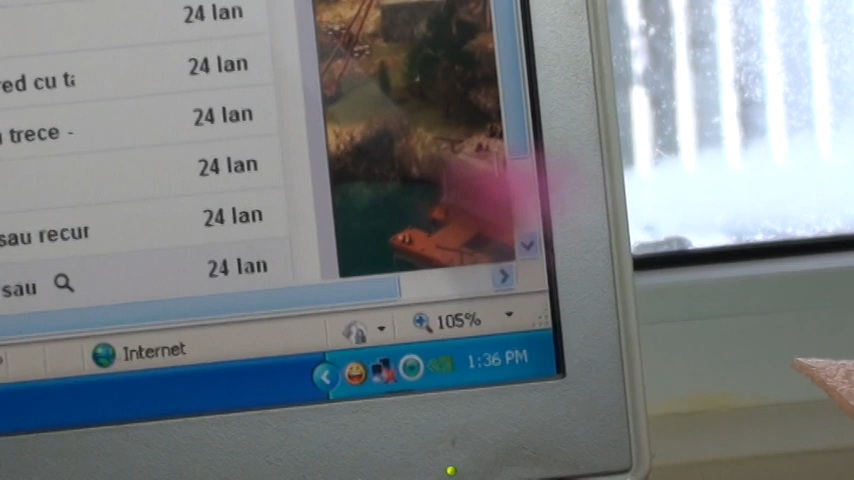 24 Ian
red cu ta 24 Ian
trece - 24 Ian
24 Ian
sau recur 24 Ian
sau 24 Ian
105%
Internet
1:36 PM